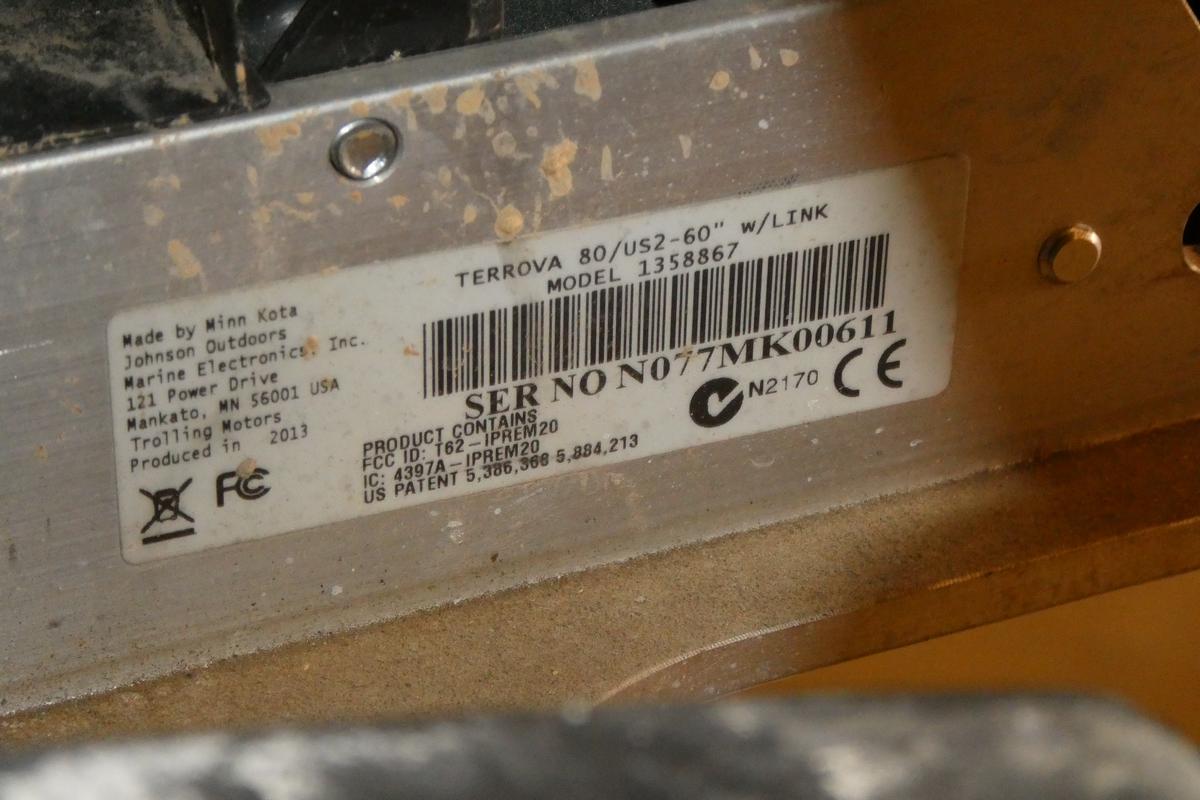 TERROVA 80/US2-60" w/LINK
MODEL 1358867
SER NO N077MK00611
N2170 CE
Made by Minn Kota
Johnson Outdoors
Marine Electronics, Inc.
121 Power Drive
Mankato, MN 56001 USA
Trolling Motors
Produced in 2013
FC
PRODUCT CONTAINS
FCC ID: T62-IPREM20
IC: 4397A-IPREM20
US PATENT 5,386,368 5,884,213